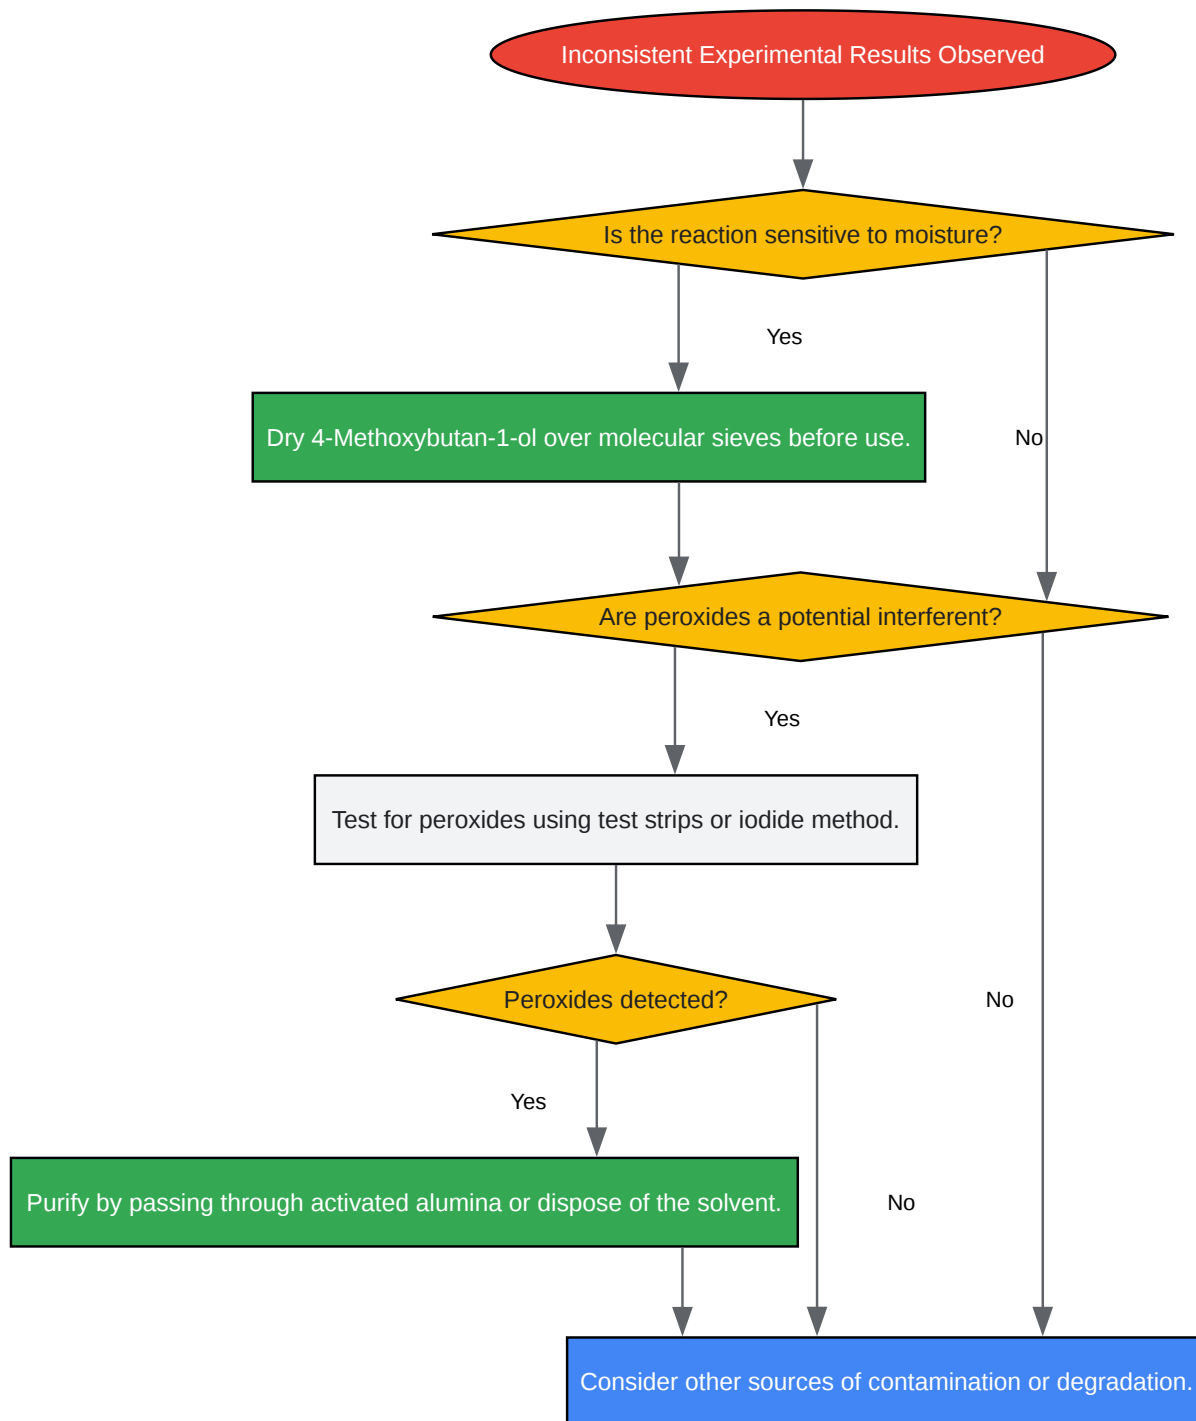 Inconsistent Experimental Results Observed
Is the reaction sensitive to moisture?
Yes
Dry 4-Methoxybutan-1-ol over molecular sieves before use.
No
Are peroxides a potential interferent?
Yes
Test for peroxides using test strips or iodide method.
Peroxides detected?
No
Yes
Purify by passing through activated alumina or dispose of the solvent.
No
Consider other sources of contamination or degradation.